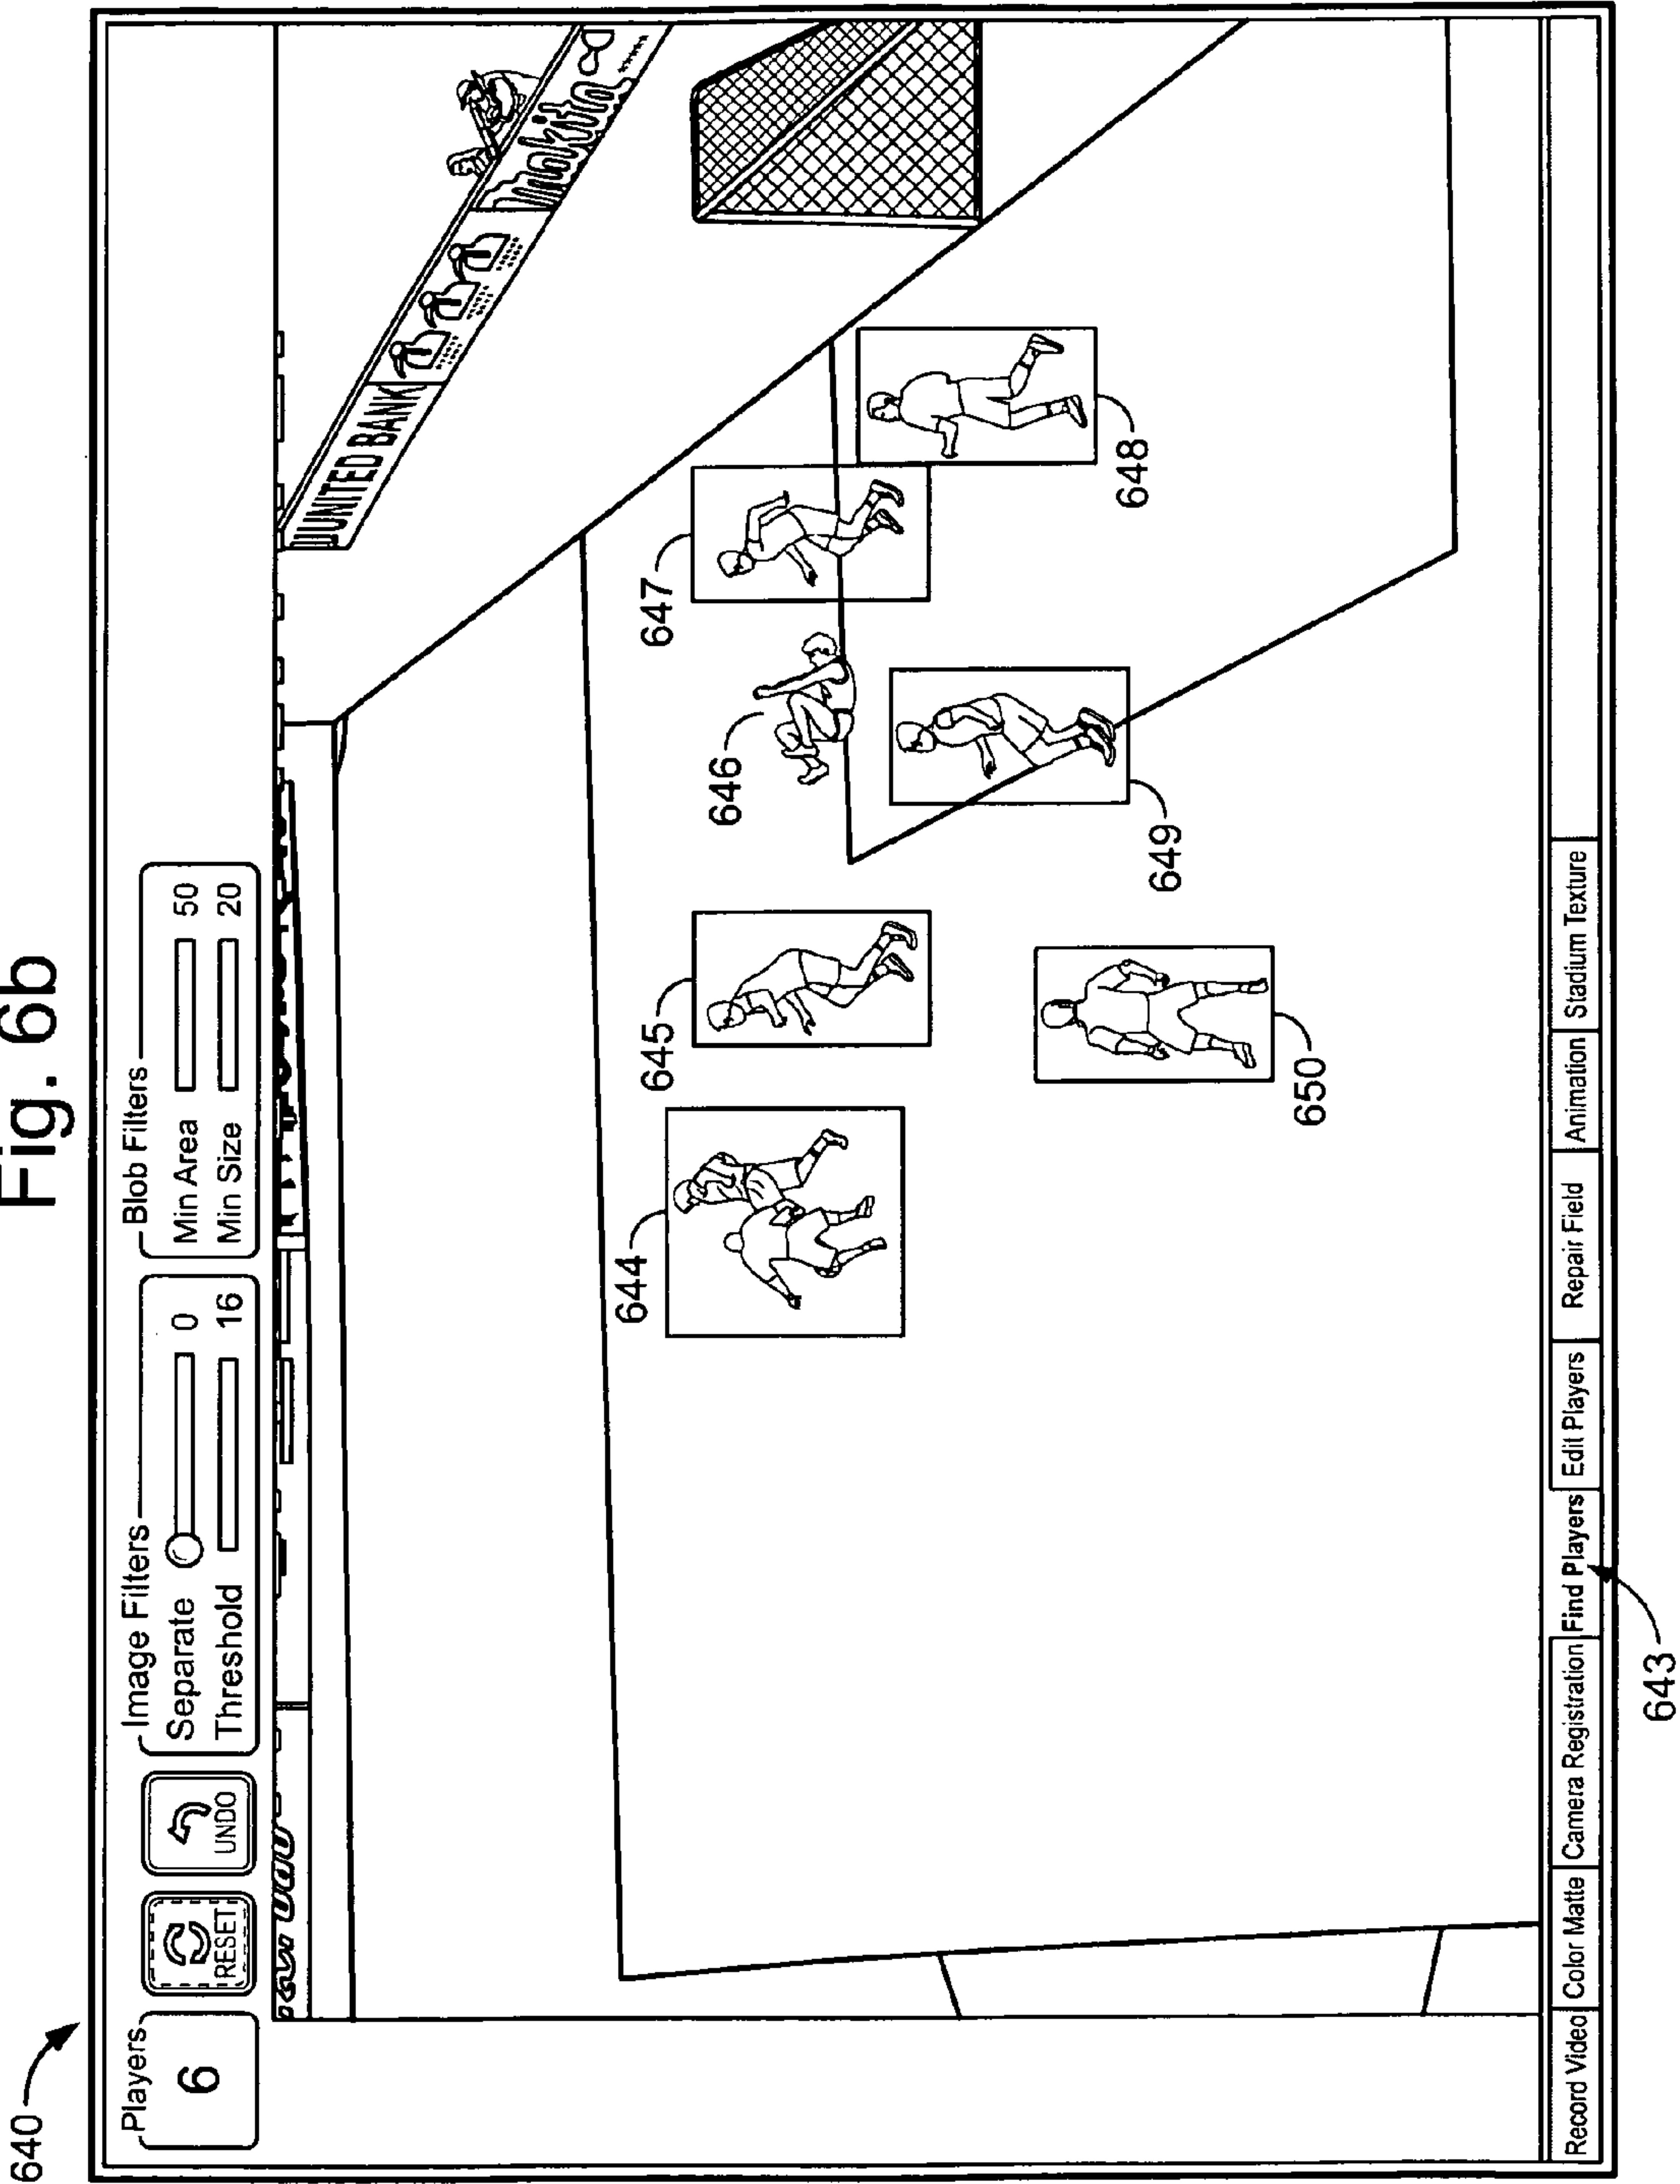 Fig. 6b
640
Players
6
RESET
UNDO
Image Filters
Separate 0
Threshold 16
Blob Filters
Min Area 50
Min Size 20
UNITED BANK
makita
644
645
646
647
648
649
650
Record Video Color Matte Camera Registration Find Players Edit Players Repair Field Animation Stadium Texture
643